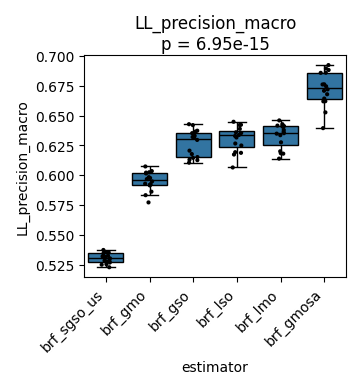 LL_precision_macro
p = 6.95e-15
LL_precision_macro
0.700
0.675
0.650
0.625
0.600
0.575
0.550
0.525
brf_sgso_us
brf_gmo
brf_gso
brf_lso
brf_lmo
brf_gmosa
estimator